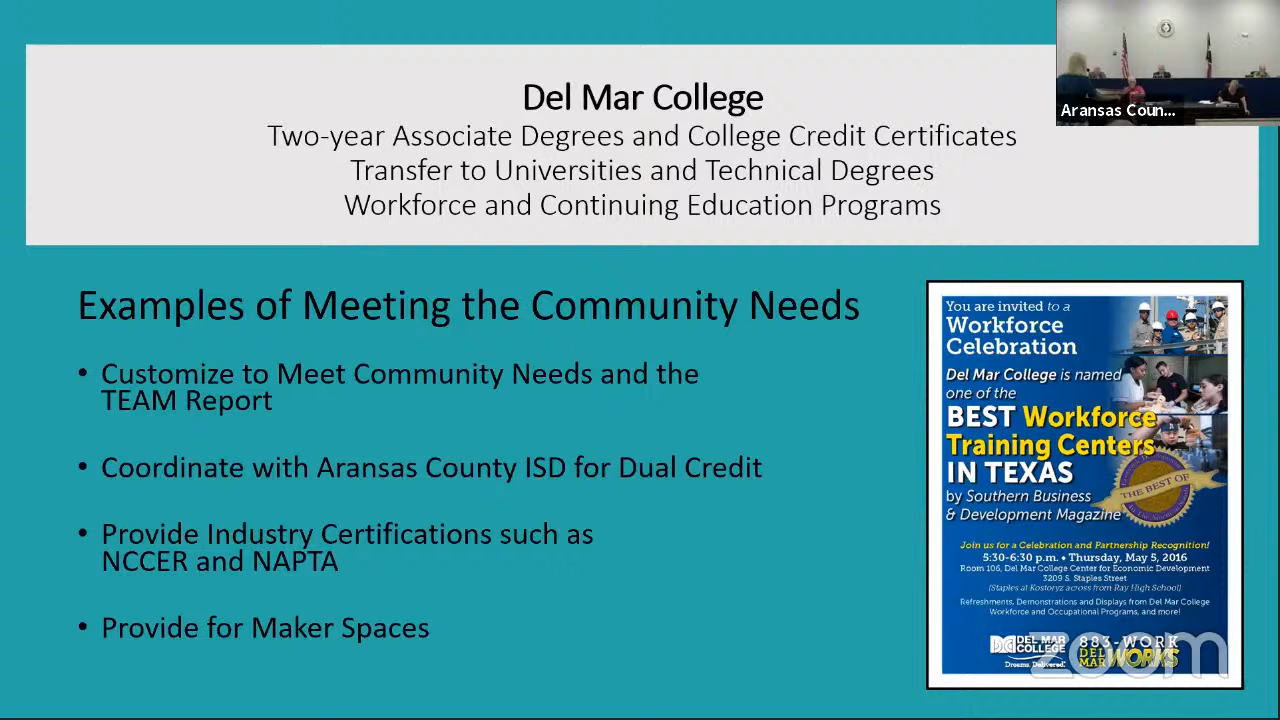 Del Mar College
Two-year Associate Degrees and College Credit Certificates
Transfer to Universities and Technical Degrees
Workforce and Continuing Education Programs
Aransas Coun...
Examples of Meeting the Community Needs
• Customize to Meet Community Needs and the
TEAM Report
• Coordinate with Aransas County ISD for Dual Credit
• Provide Industry Certifications such as
NCCER and NAPTA
• Provide for Maker Spaces
You are invited to a
Workforce
Celebration
Del Mar College is named
one of the
BEST Workforce
Training Centers
IN TEXAS
by Southern Business
& Development Magazine
THE BEST OF
Join us for a Celebration and Partnership Recognition!
5:30-6:30 p.m. • Thursday, May 5, 2016
Room 106, Del Mar College Center for Economic Development
3209 S. Staples Street
(Staples at Kostoryz across from Ray High School)
Refreshments, Demonstrations and Displays from Del Mar College
Workforce and Occupational Programs, and more!
DEL MAR
COLLEGE
Dreams. Delivered.
883-WORK
DEL
MAR WORKS
zoom